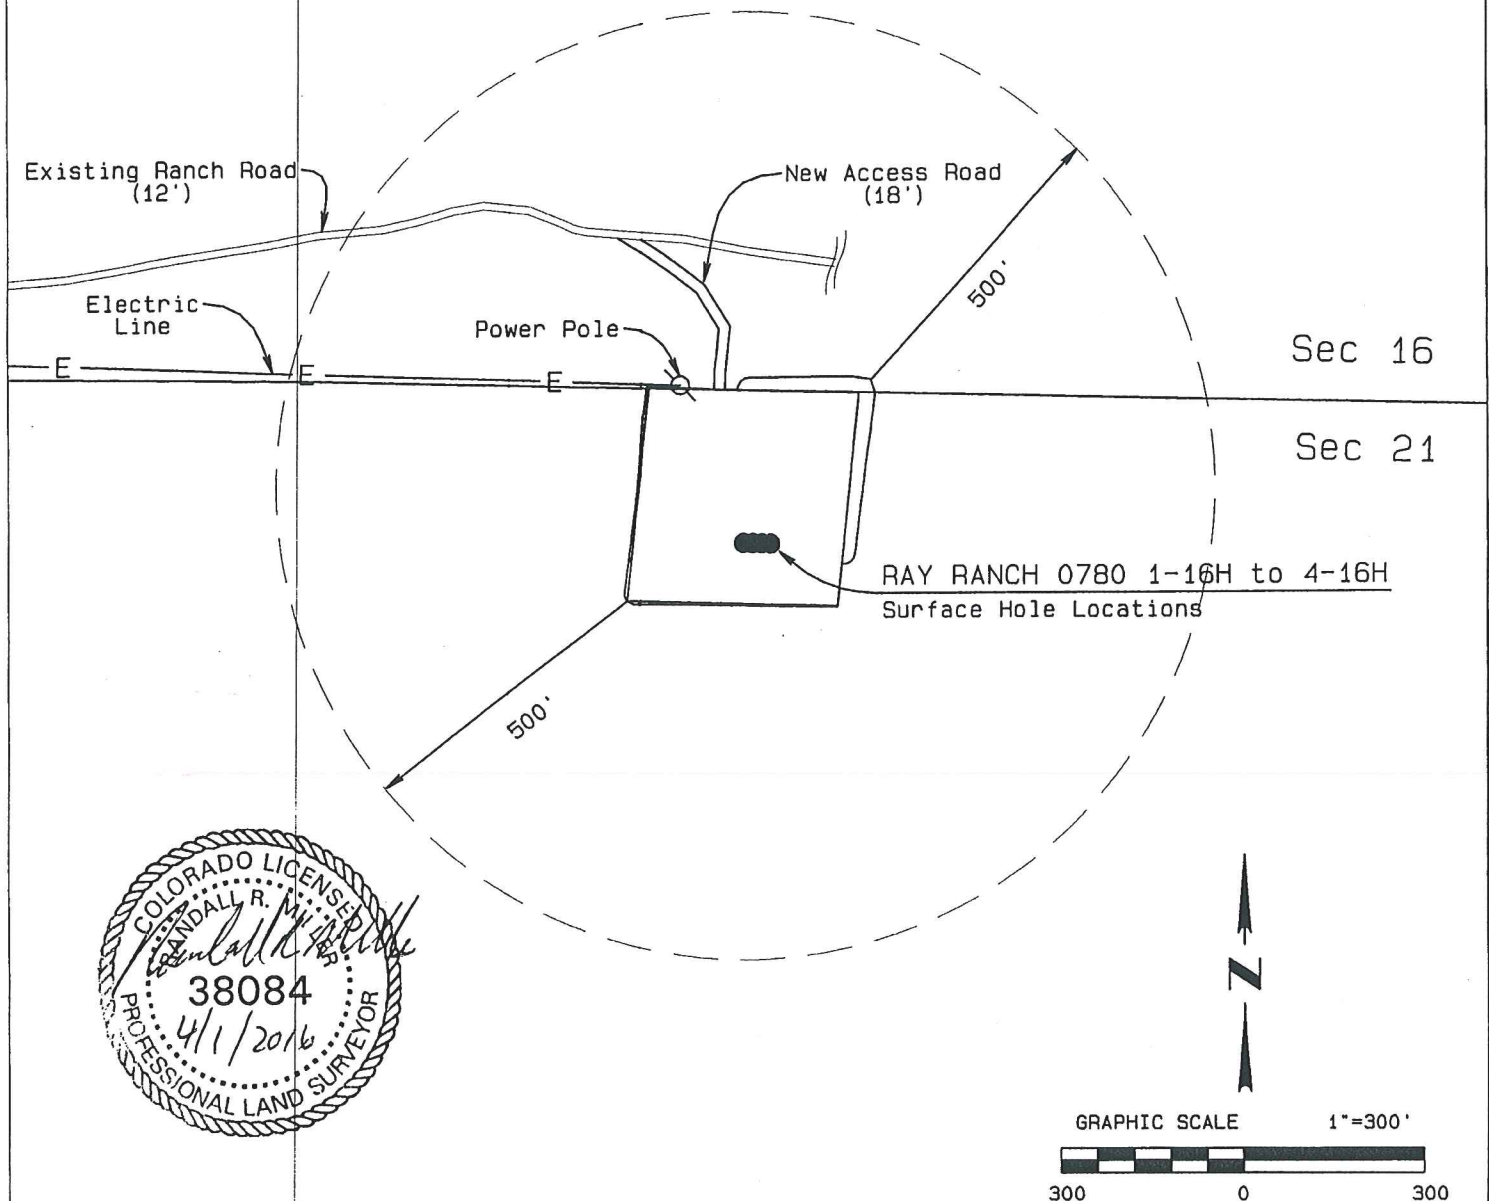 Existing Ranch Road
(12')
New Access Road
(18')
500'
Electric
Line
Power Pole
Sec 16
E
E
E
Sec 21
RAY RANCH 0780 1-16H to 4-16H
Surface Hole Locations
500'
COLORADO LICENSED
RANDALL R. MILLER
38084
4/1/2016
PROFESSIONAL LAND SURVEYOR
N
GRAPHIC SCALE 1"=300'
300 0 300